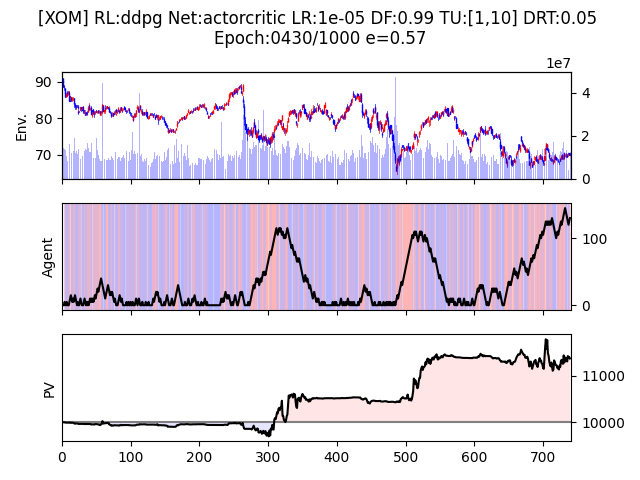 [XOM] RL:ddpg Net:actorcritic LR:1e-05 DF:0.99 TU:[1,10] DRT:0.05
Epoch:0430/1000 e=0.57
1e7
90
80
70
Env.
4
2
0
Agent
100
0
PV
11000
10000
0 100 200 300 400 500 600 700